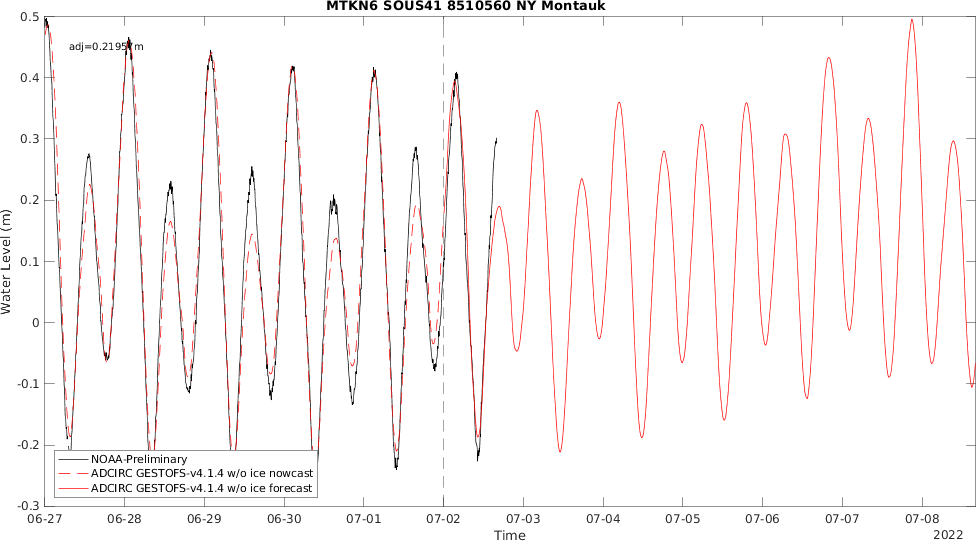 MTKN6 SOUS41 8510560 NY Montauk
adj=0.2195 m
Water Level (m)
0.5
0.4
0.3
0.2
0.1
0
-0.1
-0.2
-0.3
NOAA-Preliminary
ADCIRC GESTOFS-v4.1.4 w/o ice nowcast
ADCIRC GESTOFS-v4.1.4 w/o ice forecast
06-27 06-28 06-29 06-30 07-01 07-02 07-03 07-04 07-05 07-06 07-07 07-08
Time
2022